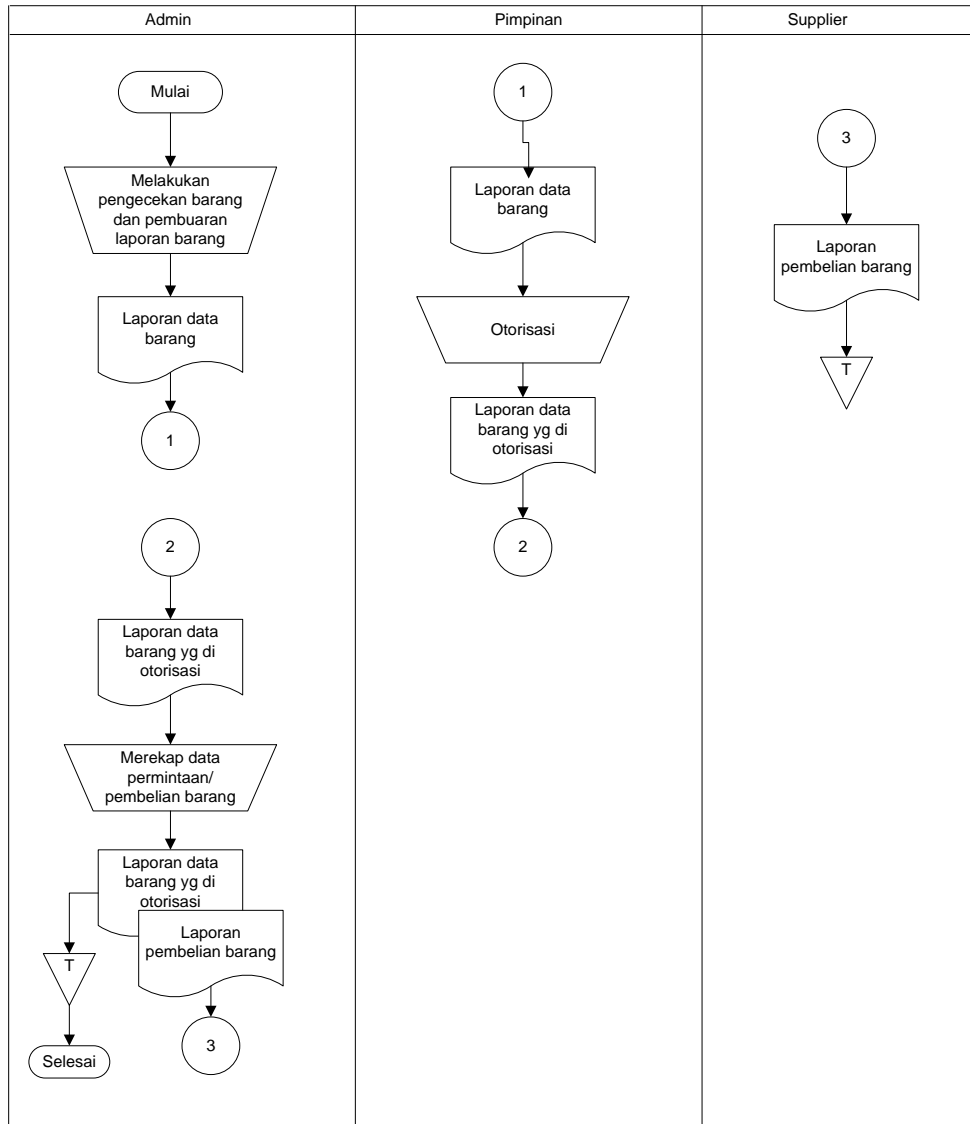 Admin
Pimpinan
Supplier
Mulai
Melakukan
pengecekan barang
dan pembuaran
laporan barang
Laporan data
barang
1
2
Laporan data
barang yg di
otorisasi
Merekap data
permintaan/
pembelian barang
Laporan data
barang yg di
otorisasi
Laporan
pembelian barang
T
Selesai
3
1
Laporan data
barang
Otorisasi
Laporan data
barang yg di
otorisasi
2
3
Laporan
pembelian barang
T